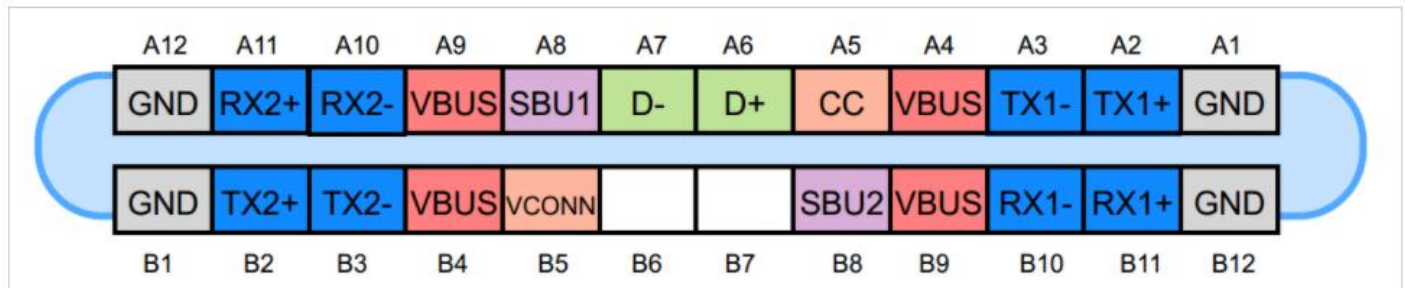 A12 A11 A10 A9 A8 A7 A6 A5 A4 A3 A2 A1
GND RX2+ RX2- VBUS SBU1 D- D+ CC VBUS TX1- TX1+ GND
GND TX2+ TX2- VBUS VCONN SBU2 VBUS RX1- RX1+ GND
B1 B2 B3 B4 B5 B6 B7 B8 B9 B10 B11 B12